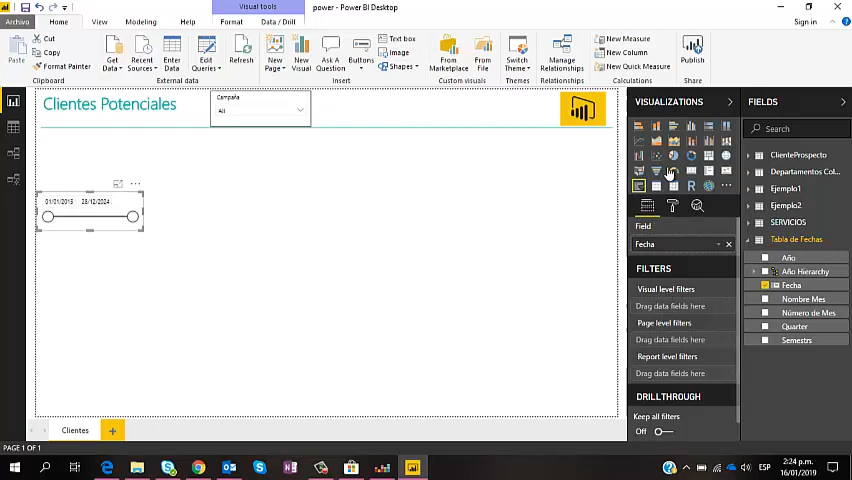 Visual tools
power - Power BI Desktop
Archivo Home View Modeling Help Format Data / Drill Sign in
Paste
Cut
Copy
Format Painter
Get Data
Recent Sources
Enter Data
Edit Queries
Refresh
New Page
New Visual
Ask A Question
Buttons
Text box
Image
Shapes
From Marketplace
From File
Switch Theme
Manage Relationships
New Measure
New Column
New Quick Measure
Publish
Clipboard External data Insert Custom visuals Themes Relationships Calculations Share
Clientes Potenciales
Campaña
All
01/01/2015 28/12/2024
VISUALIZATIONS
R
Field
Fecha
FILTERS
Visual level filters
Drag data fields here
Page level filters
Drag data fields here
Report level filters
Drag data fields here
DRILLTHROUGH
Keep all filters
Off
FIELDS
Search
ClienteProspecto
Departamentos Col...
Ejemplo1
Ejemplo2
SERVICIOS
Tabla de Fechas
Año
Año Hierarchy
Fecha
Nombre Mes
Número de Mes
Quarter
Semestrs
Clientes
PAGE 1 OF 1
ESP
2:24 p.m.
16/01/2019